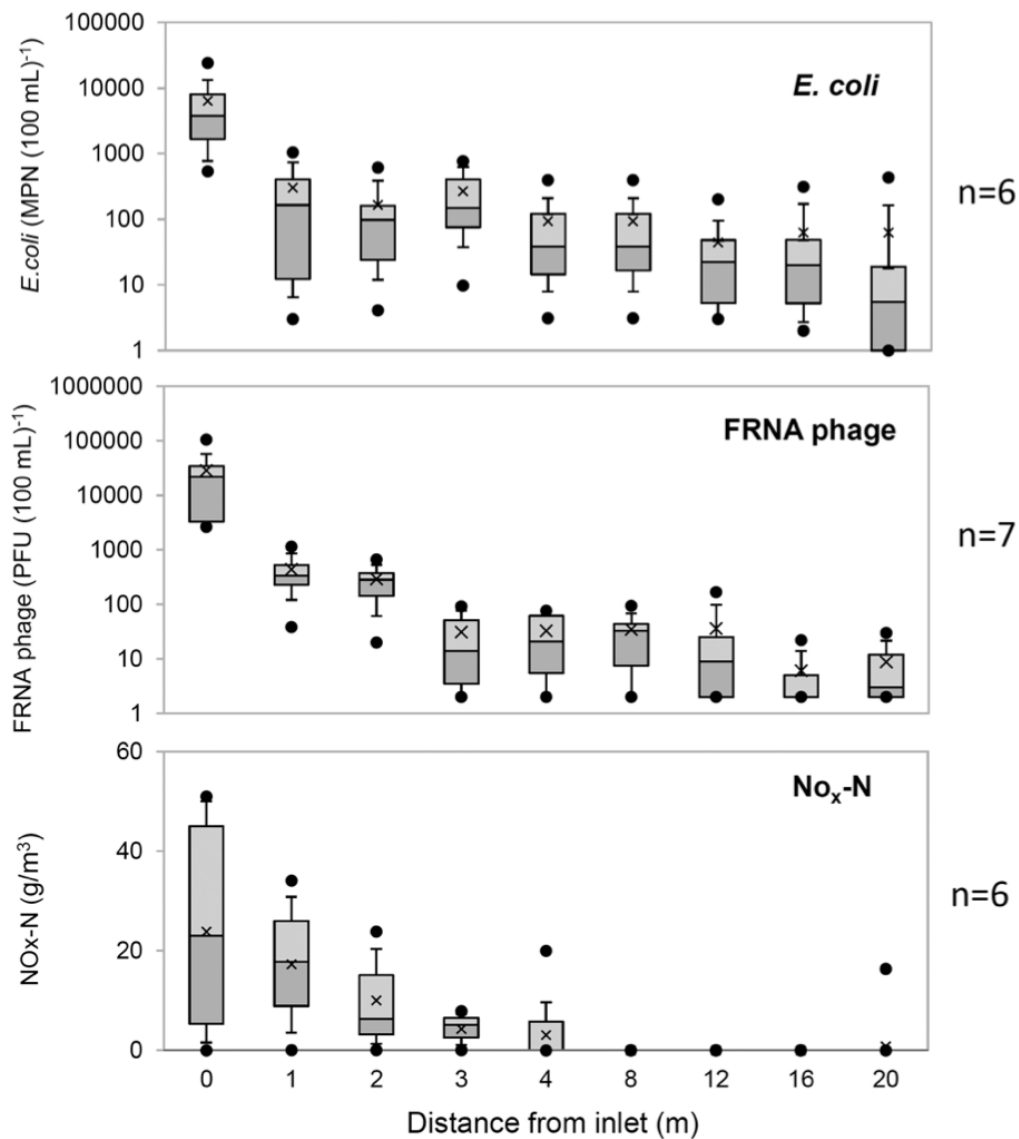 100000
10000
1000
100
10
1
E.coli (MPN (100 mL)-1
E. coli
n=6
1000000
100000
10000
1000
100
10
1
FRNA phage (PFU (100 mL)-1
FRNA phage
n=7
60
40
20
0
NOx-N (g/m³)
Nox-N
n=6
0 1 2 3 4 8 12 16 20
Distance from inlet (m)